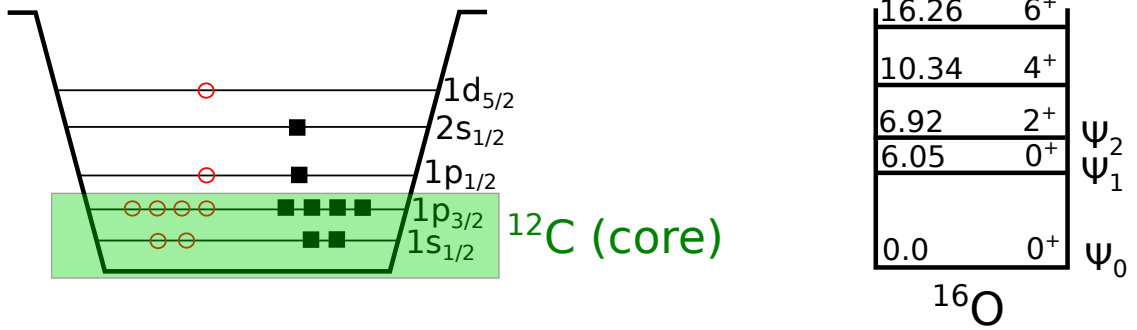 1d₅/₂
2s₁/₂
1p₁/₂
1p₃/₂
1s₁/₂
¹²C (core)
16.26 6⁺
10.34 4⁺
6.92 2⁺ Ψ₂
6.05 0⁺ Ψ₁
0.0 0⁺ Ψ₀
¹⁶O